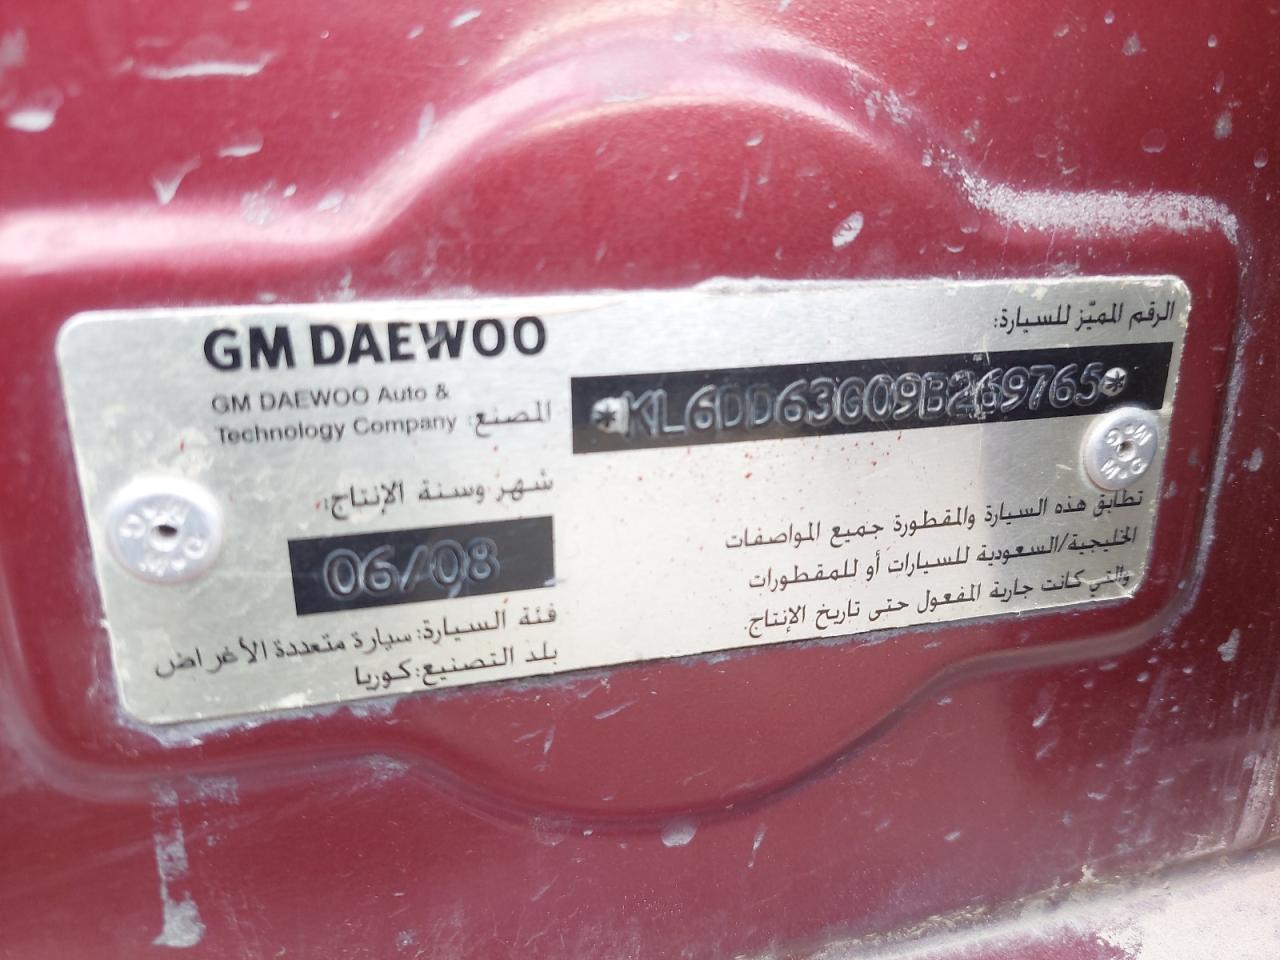 GM DAEWOO
GM DAEWOO Auto &
Technology Company المصنع:
شهر وسنة الإنتاج:
06/08
فئة السيارة: سيارة متعددة الأغراض
بلد التصنيع: كوريا
الرقم المميّز للسيارة:
*KL6DD63G09B269765*
تطابق هذه السيارة والمقطورة جميع المواصفات
الخليجية/السعودية للسيارات أو للمقطورات
والتي كانت جارية المفعول حتى تاريخ الإنتاج.